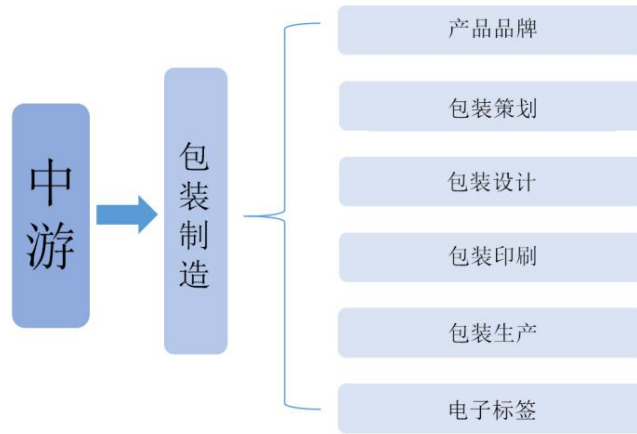 中游
包装制造
产品品牌
包装策划
包装设计
包装印刷
包装生产
电子标签